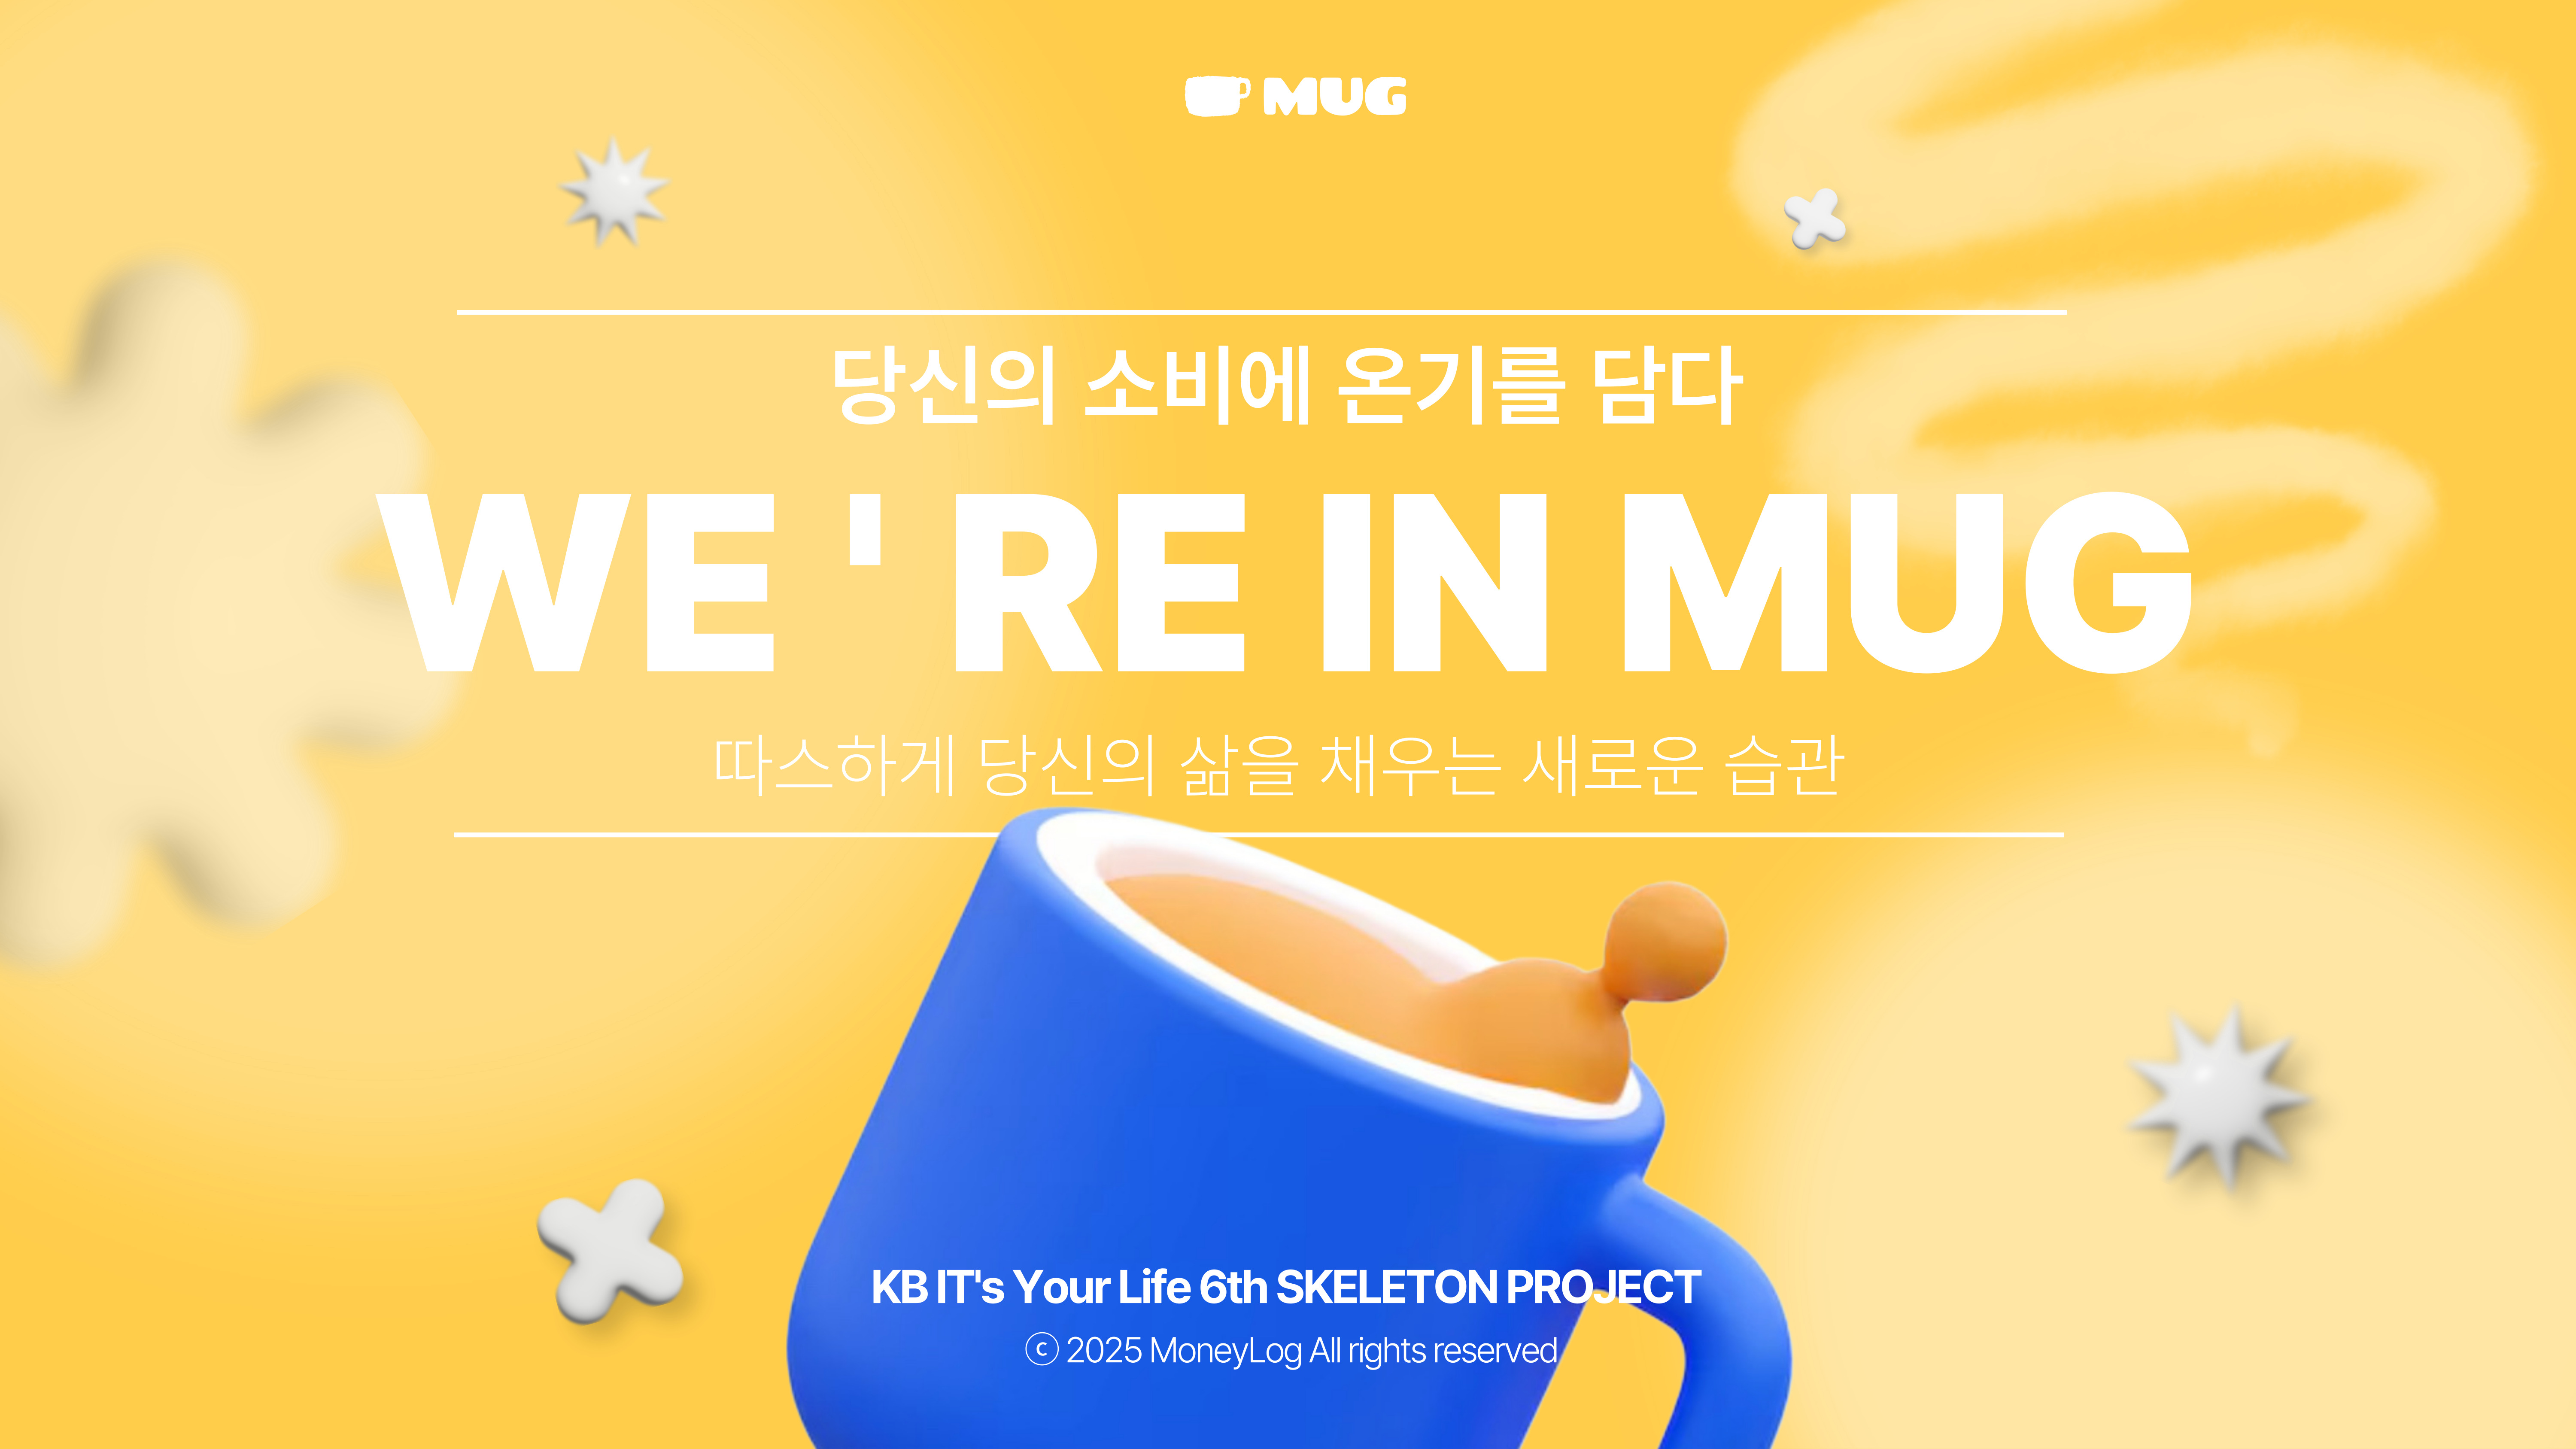 MUG
당신의 소비에 온기를 담다
WE ' RE IN MUG
따스하게 당신의 삶을 채우는 새로운 습관
KB IT's Your Life 6th SKELETON PROJECT
ⓒ 2025 MoneyLog All rights reserved